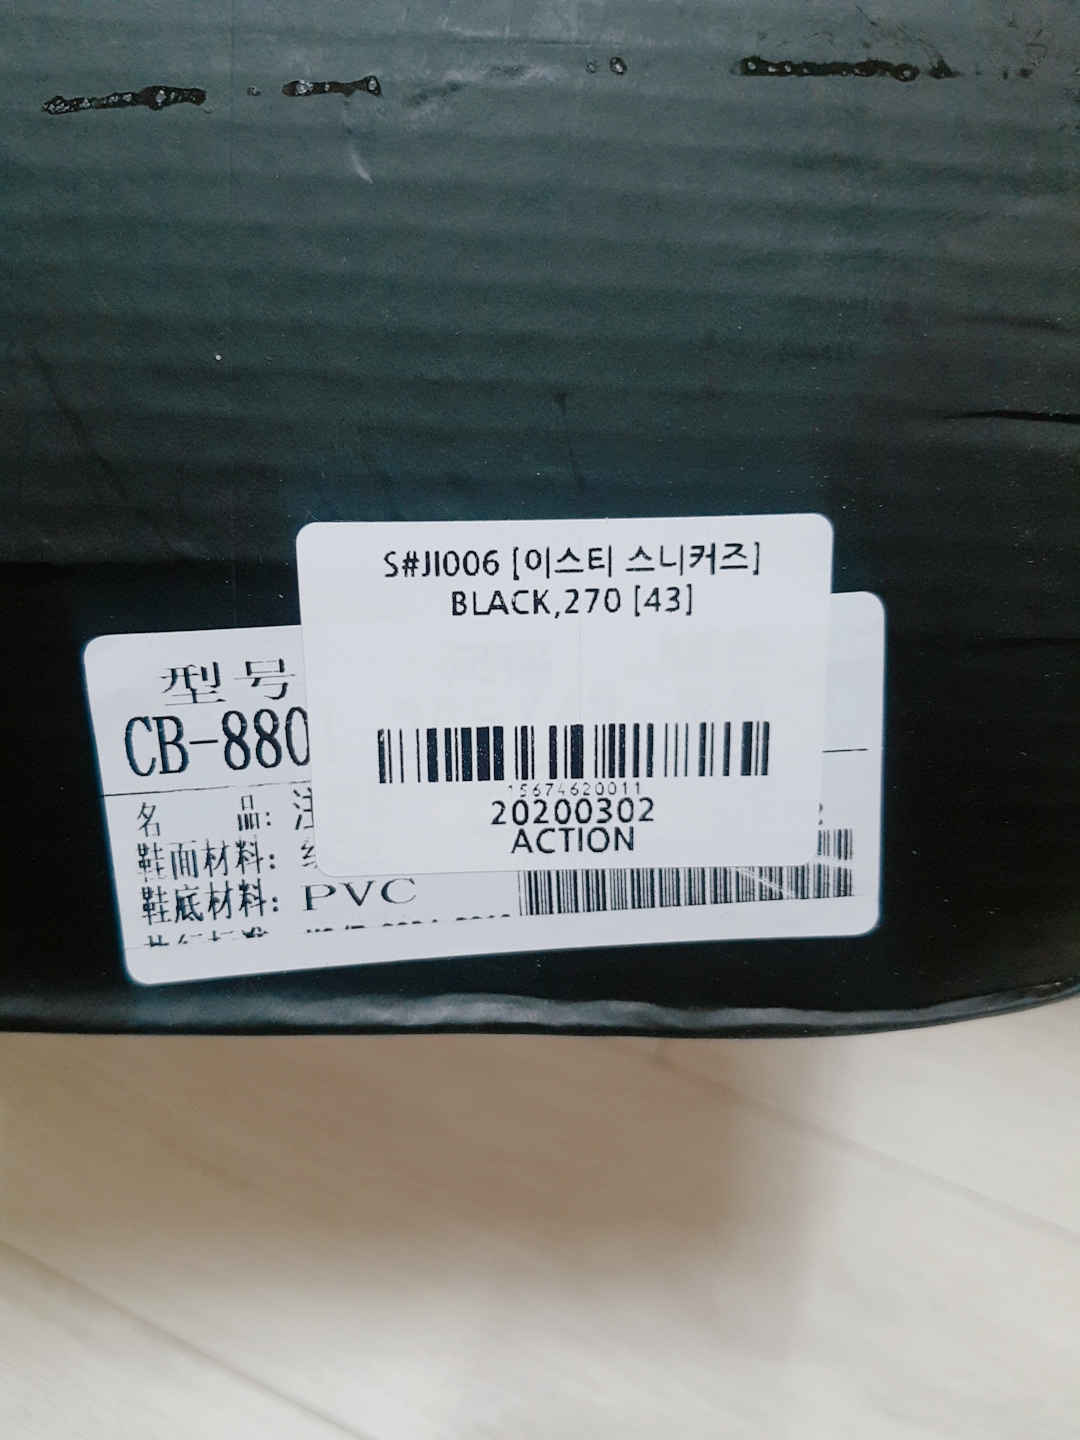 S#JI006 [이스티 스니커즈]
BLACK,270 [43]
15674620011
20200302
ACTION
型号
CB-880
名 品:
鞋面材料:
鞋底材料: PVC